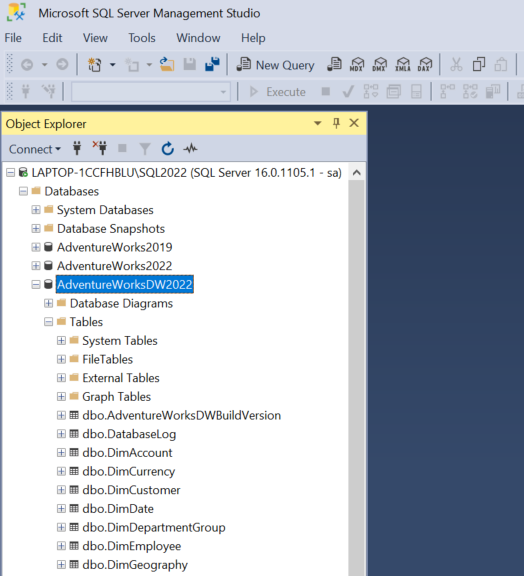 Microsoft SQL Server Management Studio
File Edit View Tools Window Help
New Query MDX DMX XMLA DAX
Execute
Object Explorer
Connect
LAPTOP-1CCFHBLU\SQL2022 (SQL Server 16.0.1105.1 - sa)
Databases
System Databases
Database Snapshots
AdventureWorks2019
AdventureWorks2022
AdventureWorksDW2022
Database Diagrams
Tables
System Tables
FileTables
External Tables
Graph Tables
dbo.AdventureWorksDWBuildVersion
dbo.DatabaseLog
dbo.DimAccount
dbo.DimCurrency
dbo.DimCustomer
dbo.DimDate
dbo.DimDepartmentGroup
dbo.DimEmployee
dbo.DimGeography